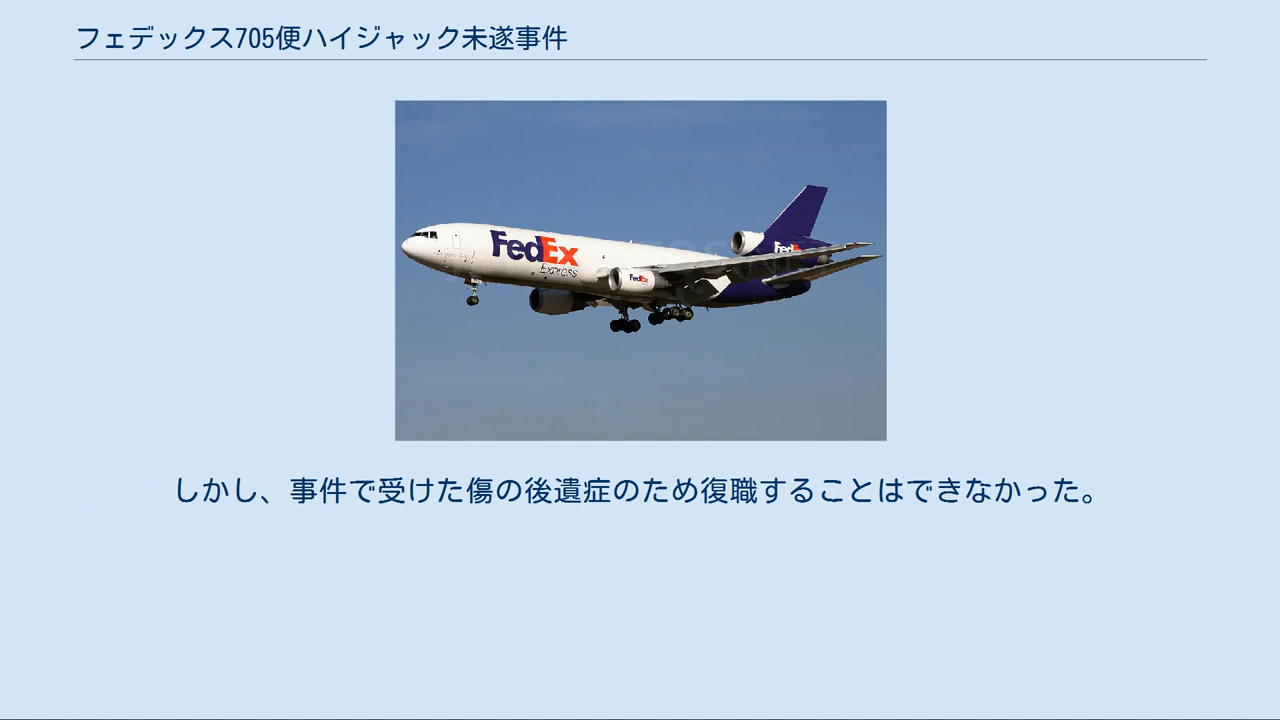 フェデックス705便ハイジャック未遂事件
FedEx
Express
FedEx
FedEx
しかし、事件で受けた傷の後遺症のため復職することはできなかった。